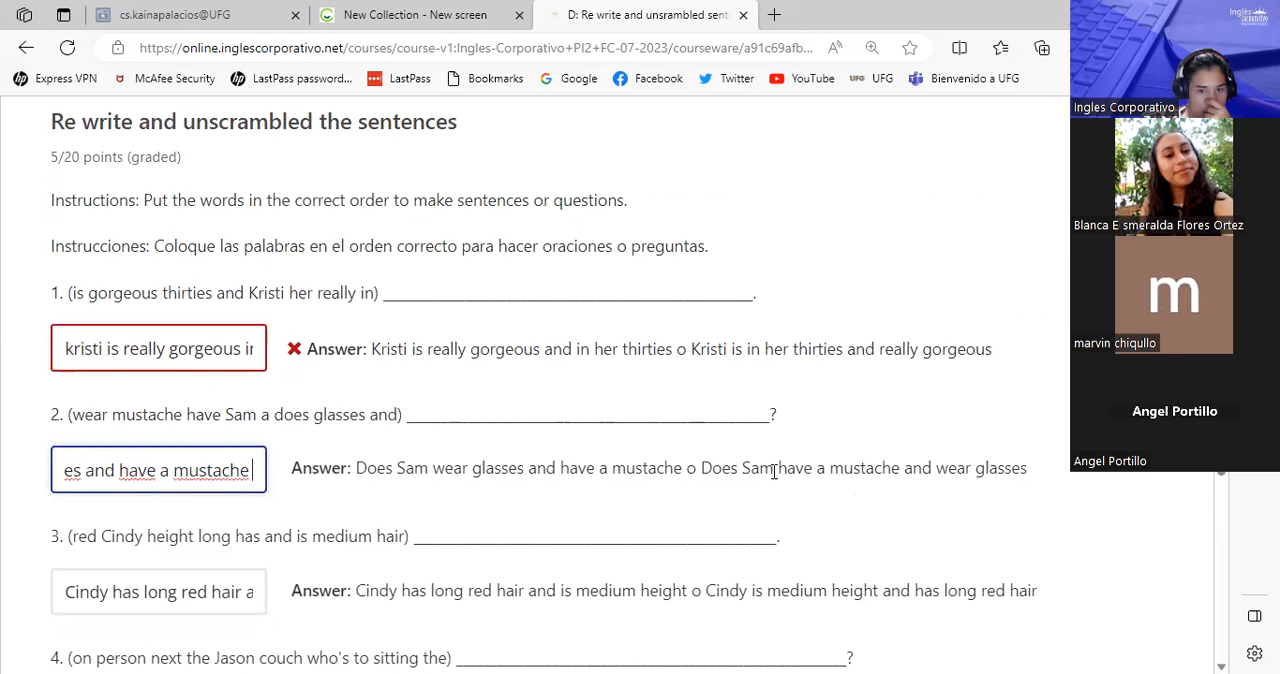 cs.kainapalacios@UFG
New Collection - New screen
D: Re write and unscrambled sent
https://online.inglescorporativo.net/courses/course-v1:Ingles-Corporativo+PI2+FC-07-2023/courseware/a91c69afb...
Express VPN McAfee Security LastPass password... LastPass Bookmarks Google Facebook Twitter YouTube UFG Bienvenido a UFG
Re write and unscrambled the sentences
5/20 points (graded)
Instructions: Put the words in the correct order to make sentences or questions.
Instrucciones: Coloque las palabras en el orden correcto para hacer oraciones o preguntas.
1. (is gorgeous thirties and Kristi her really in) ___________________________________________.
kristi is really gorgeous ir
Answer: Kristi is really gorgeous and in her thirties o Kristi is in her thirties and really gorgeous
2. (wear mustache have Sam a does glasses and) ___________________________________________?
es and have a mustache
Answer: Does Sam wear glasses and have a mustache o Does Sam have a mustache and wear glasses
3. (red Cindy height long has and is medium hair) ___________________________________________.
Cindy has long red hair a
Answer: Cindy has long red hair and is medium height o Cindy is medium height and has long red hair
4. (on person next the Jason couch who's to sitting the) ______________________________________________?
Ingles Corporativo
Blanca E smeralda Flores Ortez
m
marvin chiqullo
Angel Portillo
Angel Portillo